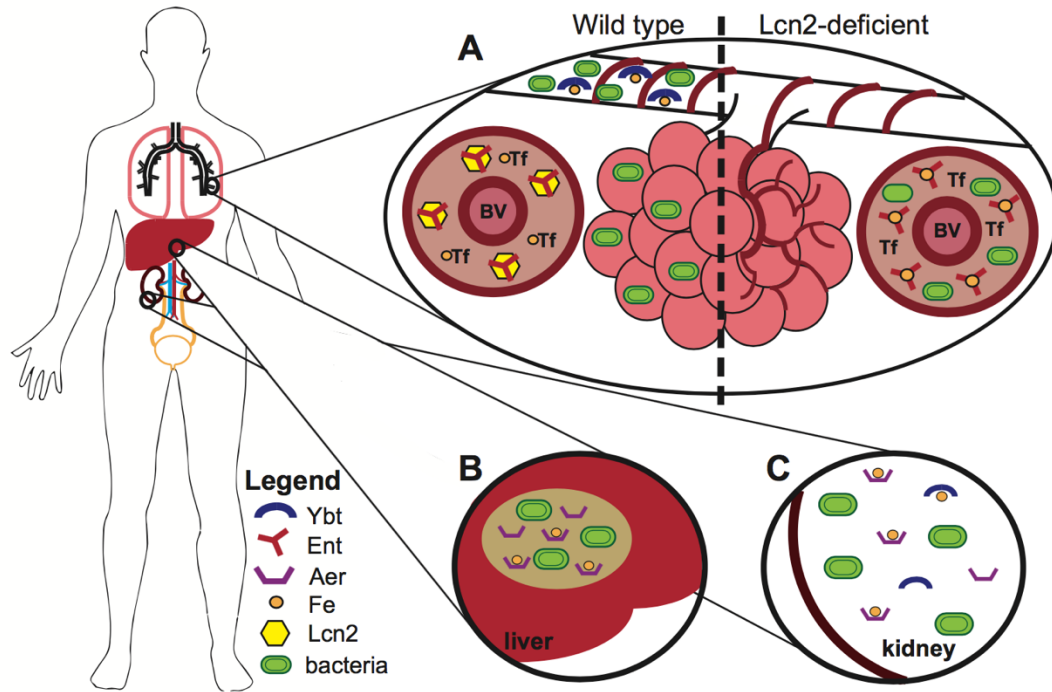 Wild type
Lcn2-deficient
A
Tf
Tf
Tf
BV
Tf
Tf
Tf
BV
Legend
Ybt
Ent
Aer
Fe
Lcn2
bacteria
B
liver
C
kidney